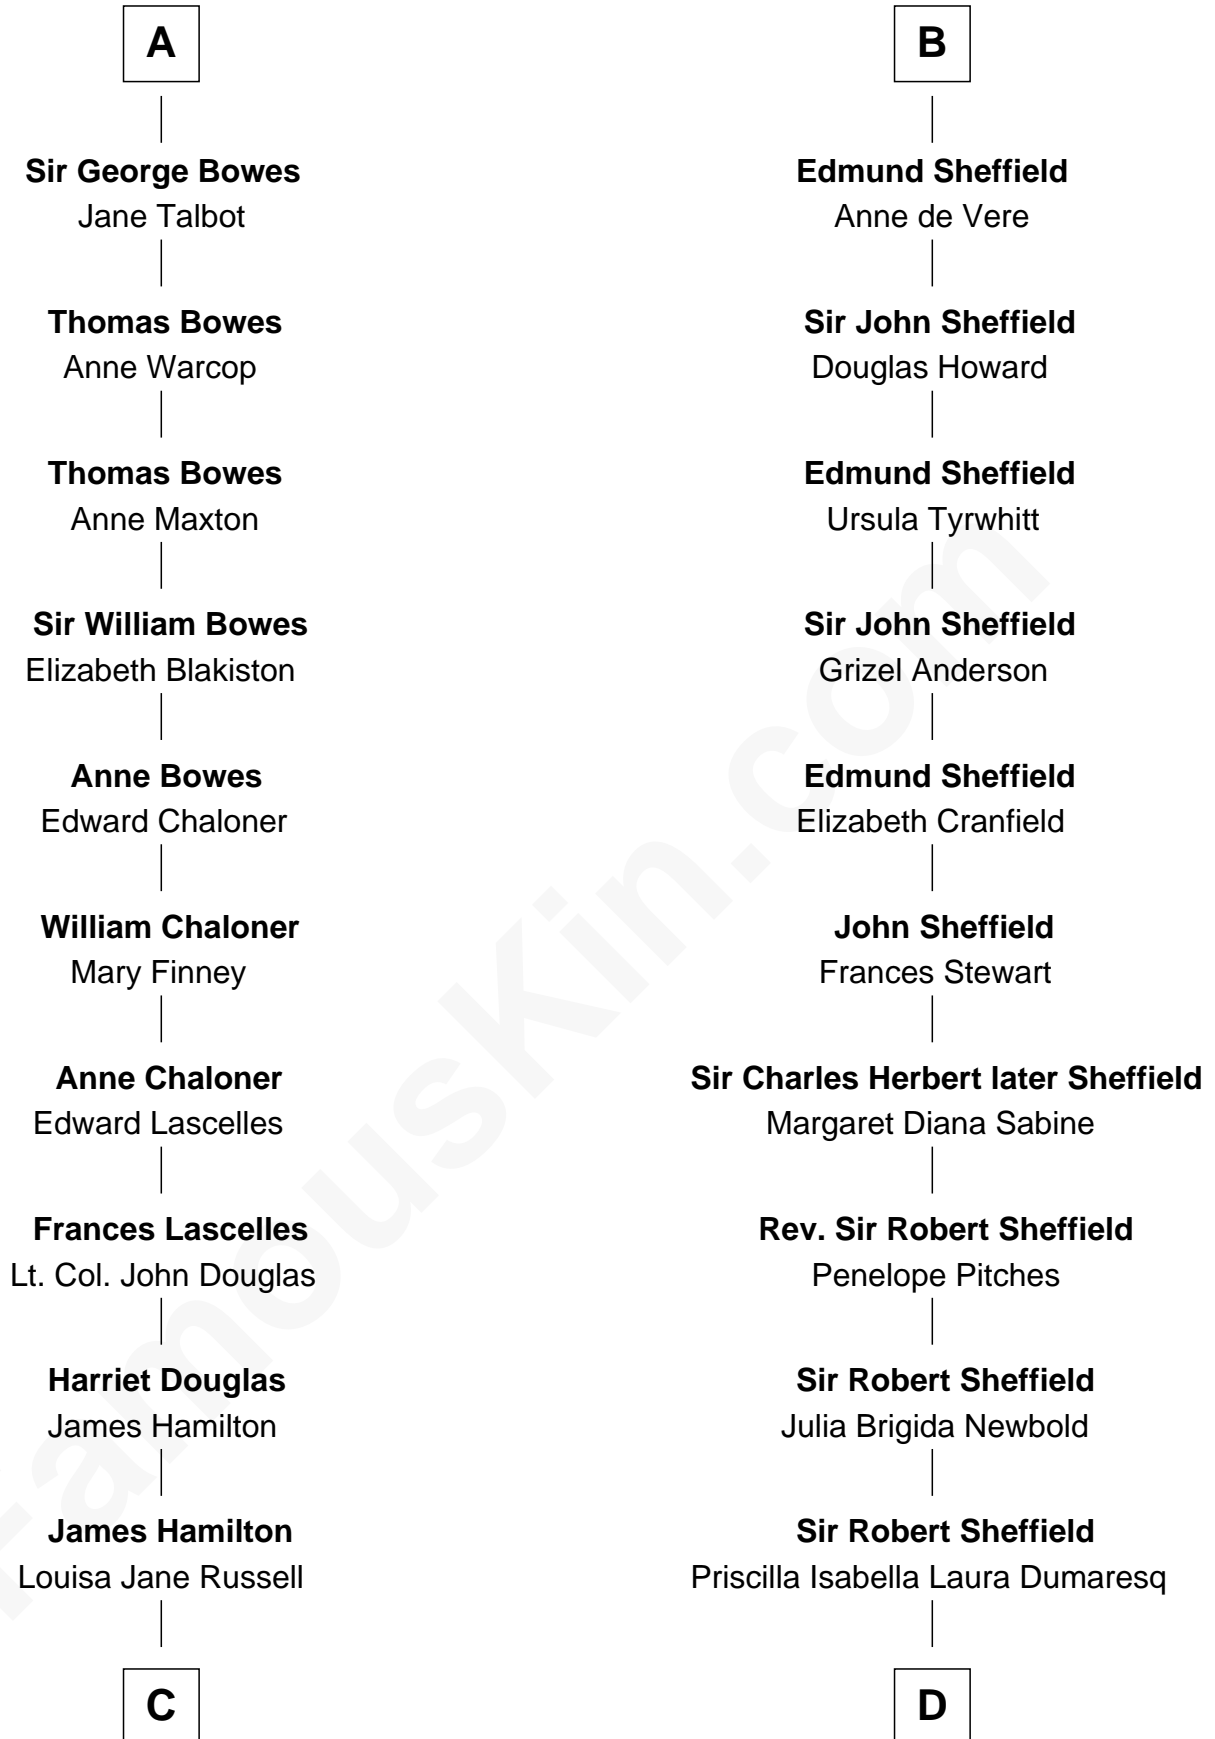 A
Sir George Bowes
Jane Talbot
Thomas Bowes
Anne Warcop
Thomas Bowes
Anne Maxton
Sir William Bowes
Elizabeth Blakiston
Anne Bowes
Edward Chaloner
William Chaloner
Mary Finney
Anne Chaloner
Edward Lascelles
Frances Lascelles
Lt. Col. John Douglas
Harriet Douglas
James Hamilton
James Hamilton
Louisa Jane Russell
C
B
Edmund Sheffield
Anne de Vere
Sir John Sheffield
Douglas Howard
Edmund Sheffield
Ursula Tyrwhitt
Sir John Sheffield
Grizel Anderson
Edmund Sheffield
Elizabeth Cranfield
John Sheffield
Frances Stewart
Sir Charles Herbert later Sheffield
Margaret Diana Sabine
Rev. Sir Robert Sheffield
Penelope Pitches
Sir Robert Sheffield
Julia Brigida Newbold
Sir Robert Sheffield
Priscilla Isabella Laura Dumaresq
D
FamousKin.com